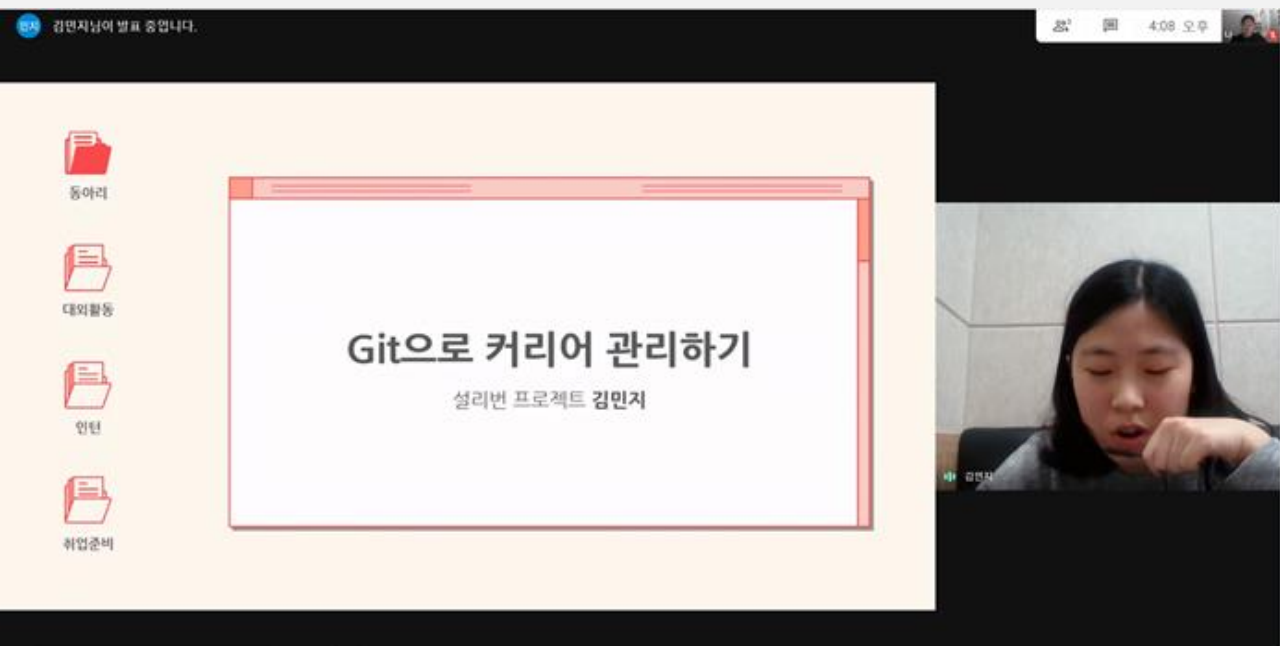 민지
김민지님이 발표 중입니다.
4:08 오후
동아리
대외활동
인턴
취업준비
Git으로 커리어 관리하기
설리번 프로젝트 김민지
김민지